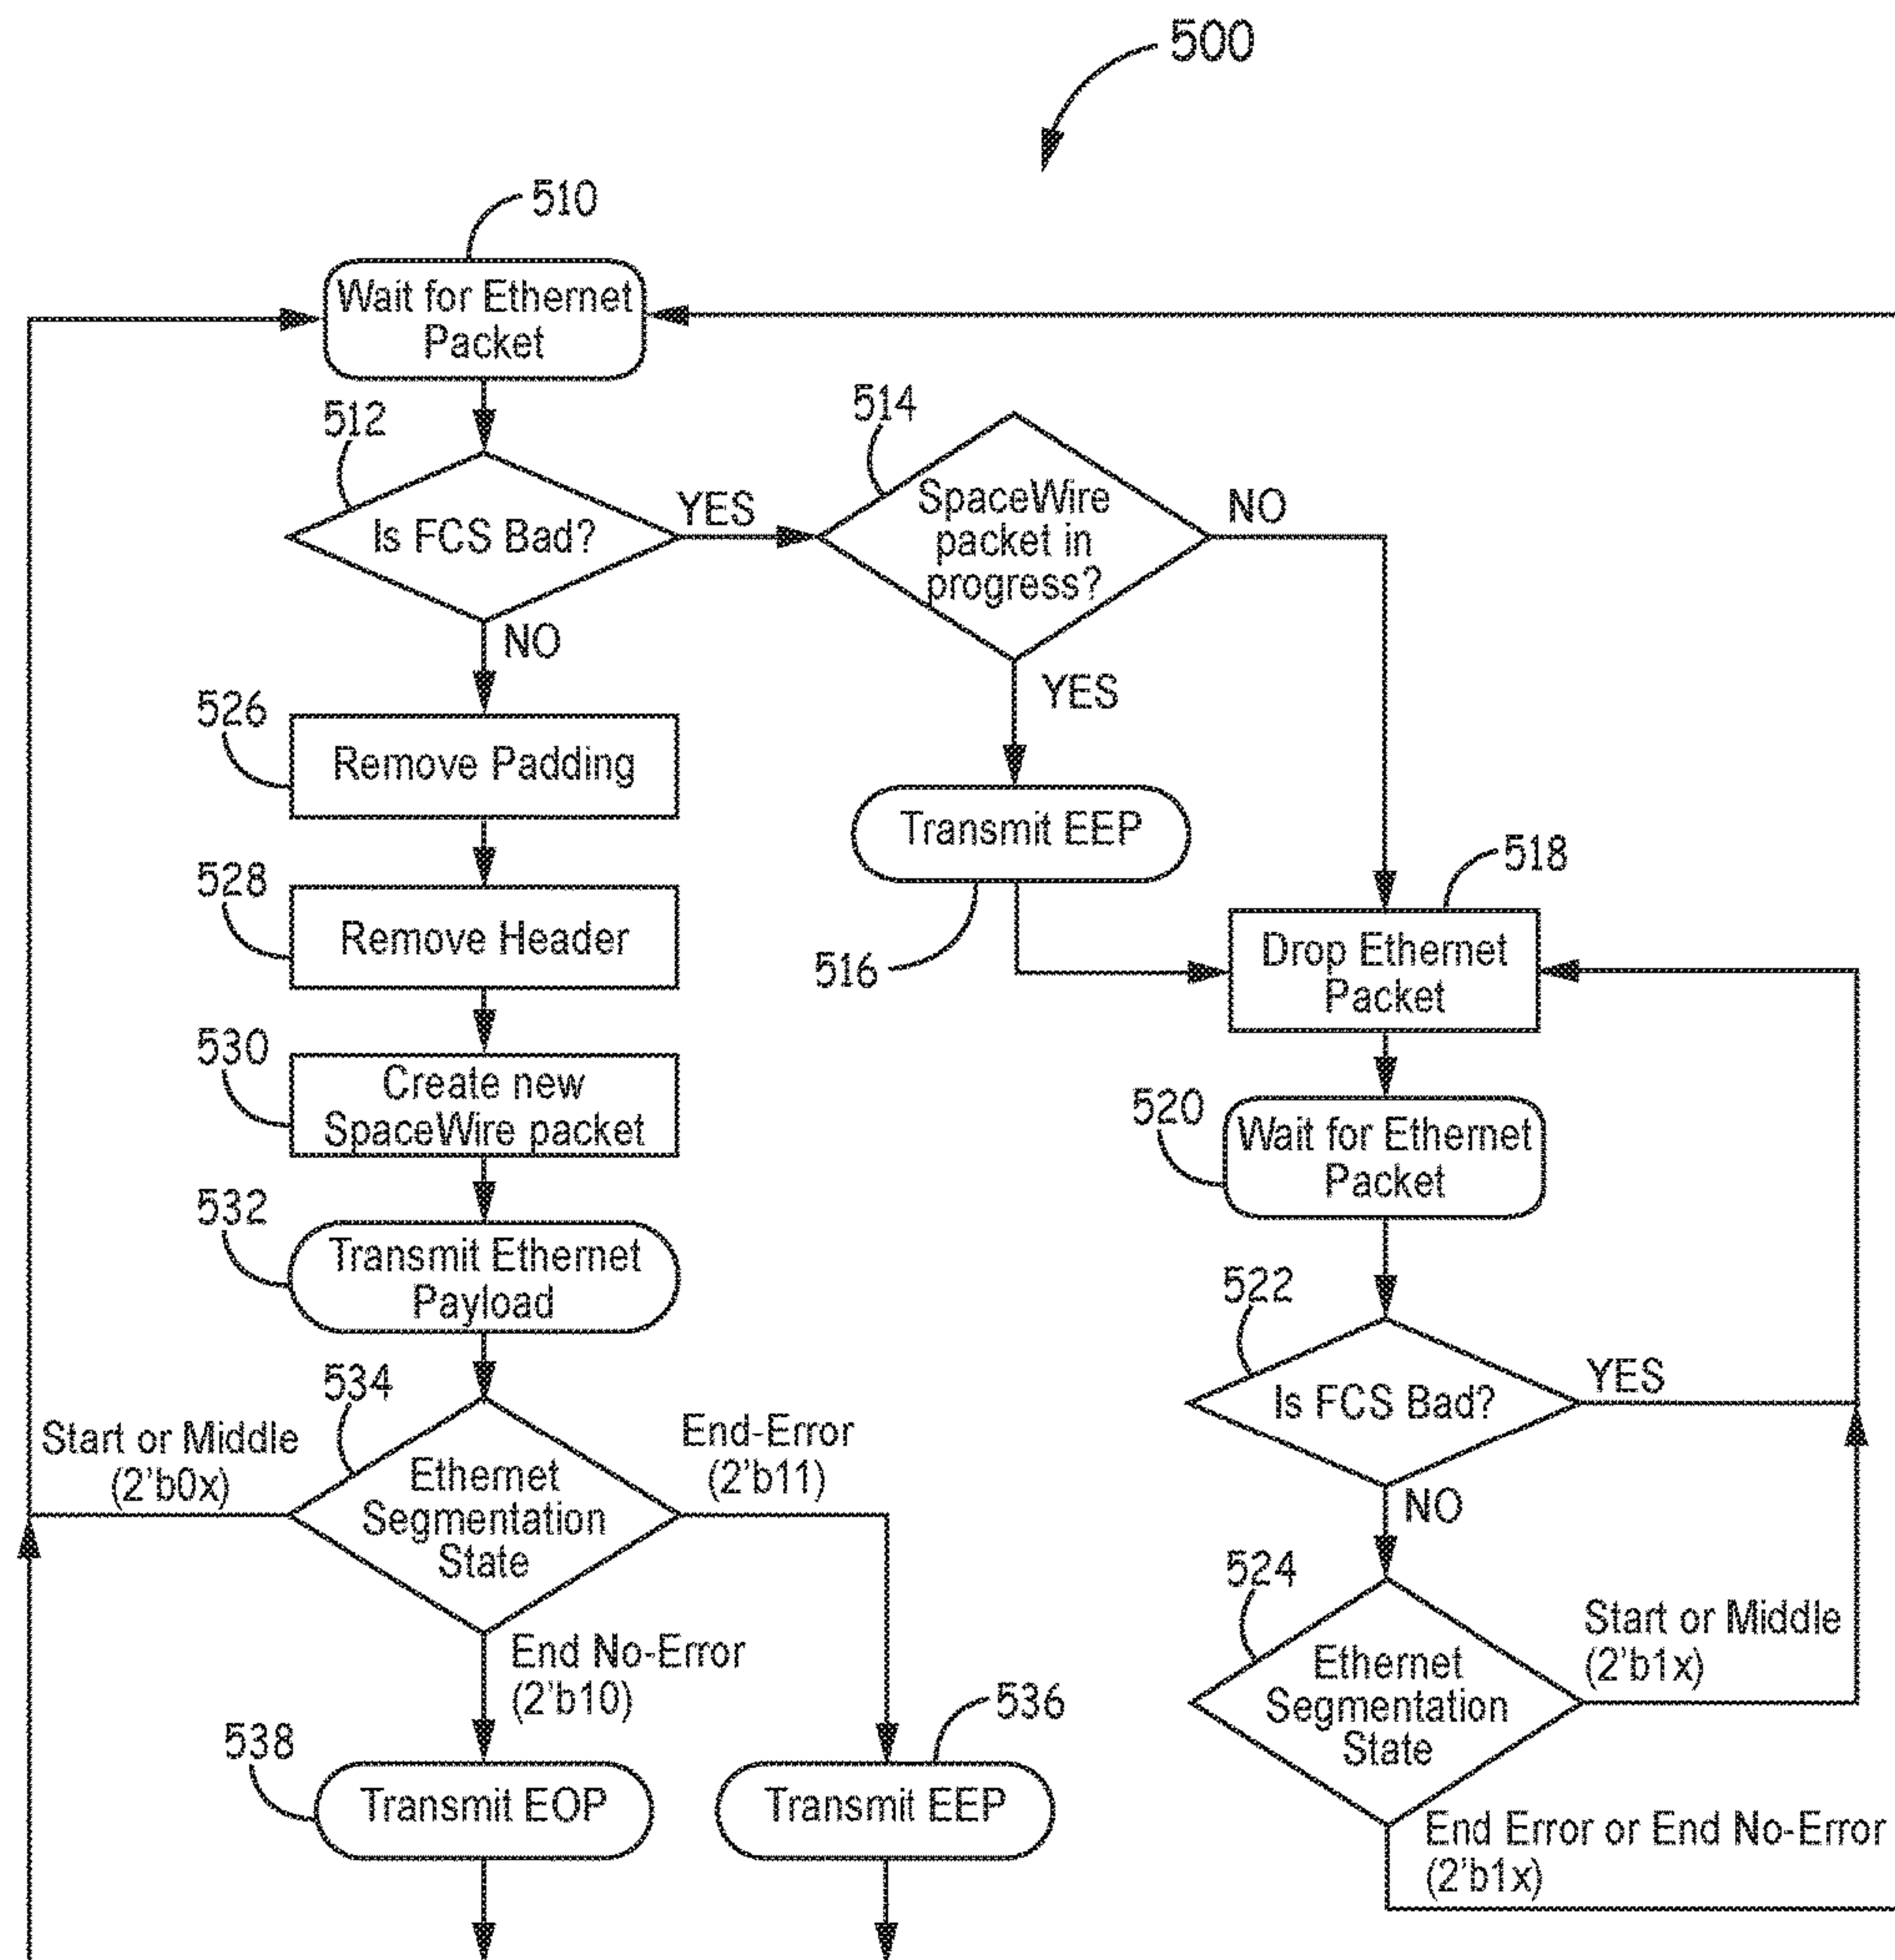 500
510
Wait for Ethernet
Packet
512
Is FCS Bad?
YES
NO
514
SpaceWire
packet in
progress?
NO
YES
526
Remove Padding
Transmit EEP
516
528
Remove Header
518
Drop Ethernet
Packet
530
Create new
SpaceWire packet
520
Wait for Ethernet
Packet
532
Transmit Ethernet
Payload
522
Is FCS Bad?
YES
NO
534
Ethernet
Segmentation
State
Start or Middle
(2'b0x)
End-Error
(2'b11)
End No-Error
(2'b10)
524
Ethernet
Segmentation
State
Start or Middle
(2'b1x)
End Error or End No-Error
(2'b1x)
538
Transmit EOP
536
Transmit EEP